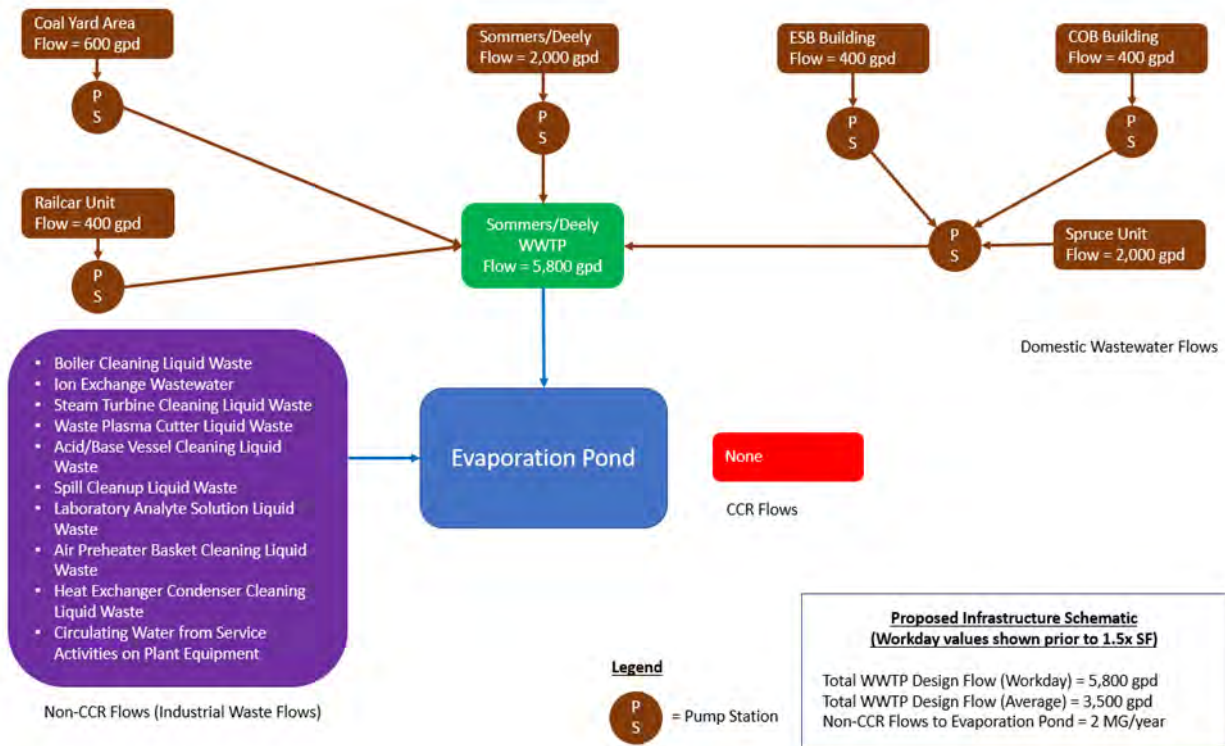 Coal Yard Area
Flow = 600 gpd
P
S
Sommers/Deely
Flow = 2,000 gpd
P
S
ESB Building
Flow = 400 gpd
P
S
COB Building
Flow = 400 gpd
P
S
Railcar Unit
Flow = 400 gpd
P
S
Sommers/Deely
WWTP
Flow = 5,800 gpd
P
S
Spruce Unit
Flow = 2,000 gpd
Domestic Wastewater Flows
• Boiler Cleaning Liquid Waste
• Ion Exchange Wastewater
• Steam Turbine Cleaning Liquid Waste
• Waste Plasma Cutter Liquid Waste
• Acid/Base Vessel Cleaning Liquid
Waste
• Spill Cleanup Liquid Waste
• Laboratory Analyte Solution Liquid
Waste
• Air Preheater Basket Cleaning Liquid
Waste
• Heat Exchanger Condenser Cleaning
Liquid Waste
• Circulating Water from Service
Activities on Plant Equipment
Non-CCR Flows (Industrial Waste Flows)
Evaporation Pond
None
CCR Flows
Legend
P
S
= Pump Station
Proposed Infrastructure Schematic
(Workday values shown prior to 1.5x SF)
Total WWTP Design Flow (Workday) = 5,800 gpd
Total WWTP Design Flow (Average) = 3,500 gpd
Non-CCR Flows to Evaporation Pond = 2 MG/year